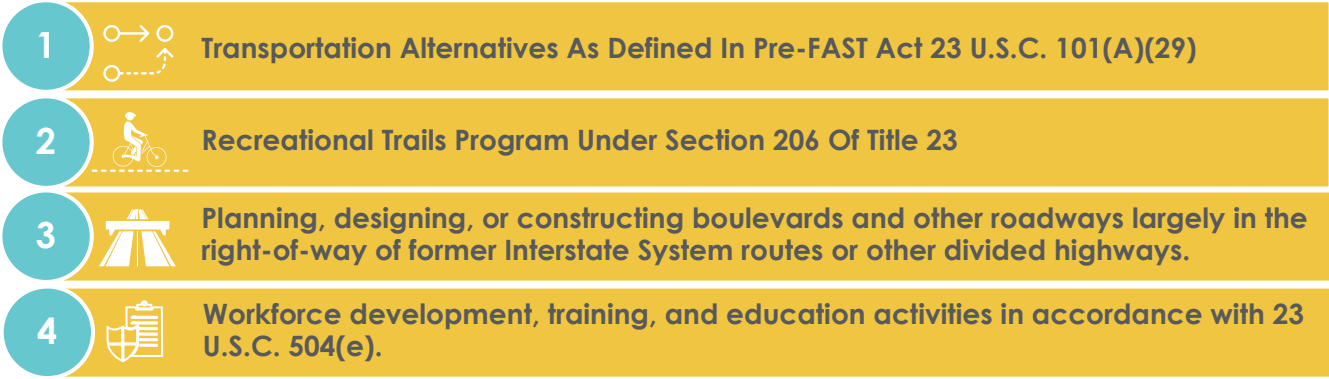 1
Transportation Alternatives As Defined In Pre-FAST Act 23 U.S.C. 101(A)(29)
2
Recreational Trails Program Under Section 206 Of Title 23
3
Planning, designing, or constructing boulevards and other roadways largely in the
right-of-way of former Interstate System routes or other divided highways.
4
Workforce development, training, and education activities in accordance with 23
U.S.C. 504(e).